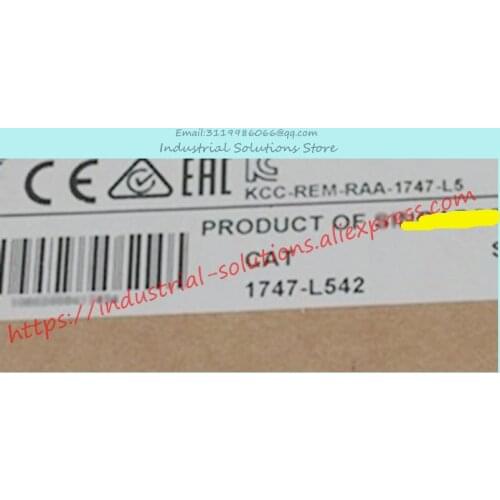 Email:3119986066@qq.com
Industrial Solutions Store
CE EAC
KCC-REM-RAA-1747-L5
PRODUCT OF
CAT
1747-L542
https://industrial-solutions.aliexpress.com